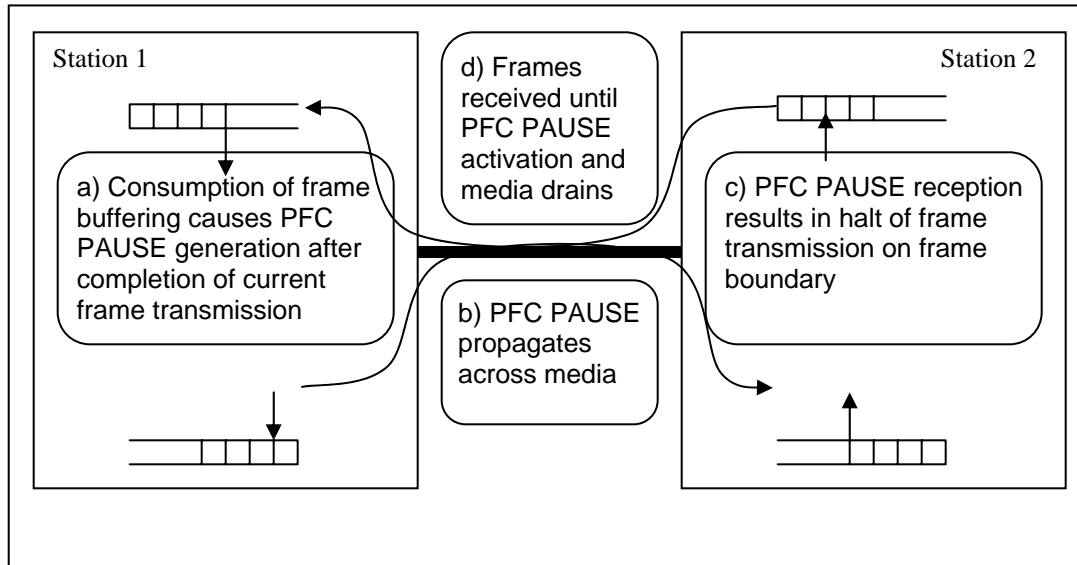 Station 1
a) Consumption of frame
buffering causes PFC
PAUSE generation after
completion of current
frame transmission
d) Frames
received until
PFC PAUSE
activation and
media drains
b) PFC PAUSE
propagates
across media
Station 2
c) PFC PAUSE reception
results in halt of frame
transmission on frame
boundary